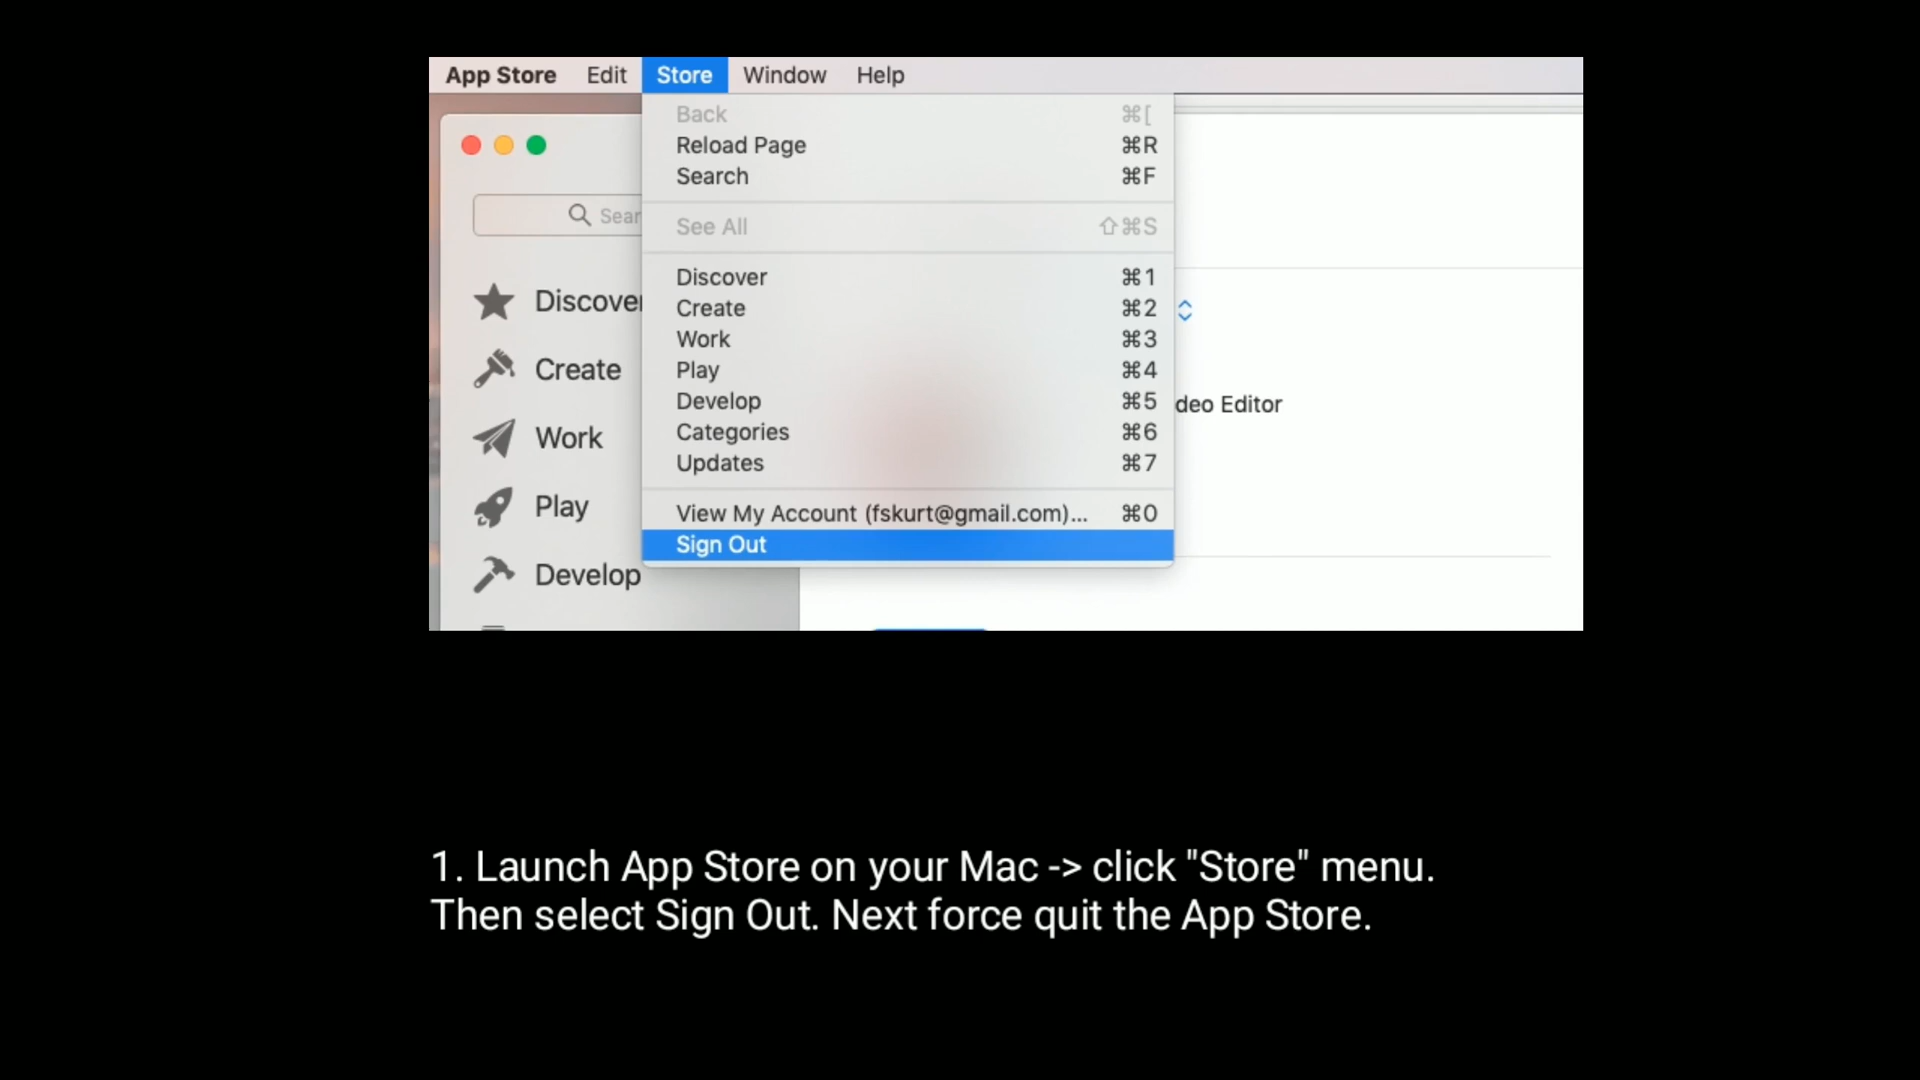 App Store Edit Store Window Help
Back ⌘[
Reload Page ⌘R
Search ⌘F
See All ⇧⌘S
Discover ⌘1
Create ⌘2
Work ⌘3
Play ⌘4
Develop ⌘5
Categories ⌘6
Updates ⌘7
View My Account (fskurt@gmail.com)... ⌘0
Sign Out
Sear
Discover
Create
Work
Play
Develop
deo Editor
1. Launch App Store on your Mac -> click "Store" menu.
Then select Sign Out. Next force quit the App Store.